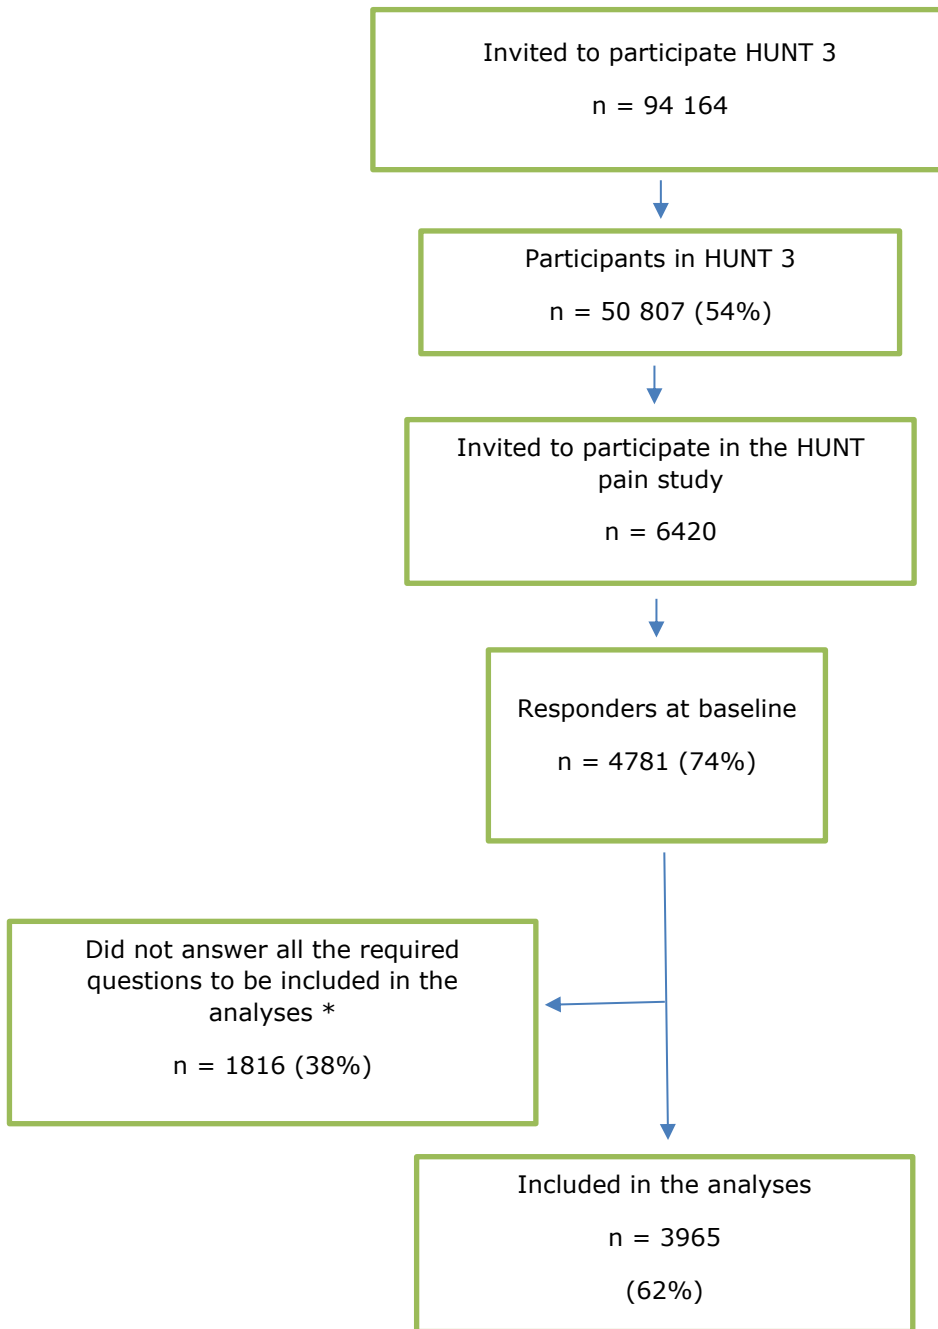 Invited to participate HUNT 3
n = 94 164
Participants in HUNT 3
n = 50 807 (54%)
Invited to participate in the HUNT
pain study
n = 6420
Responders at baseline
n = 4781 (74%)
Did not answer all the required
questions to be included in the
analyses *
n = 1816 (38%)
Included in the analyses
n = 3965
(62%)